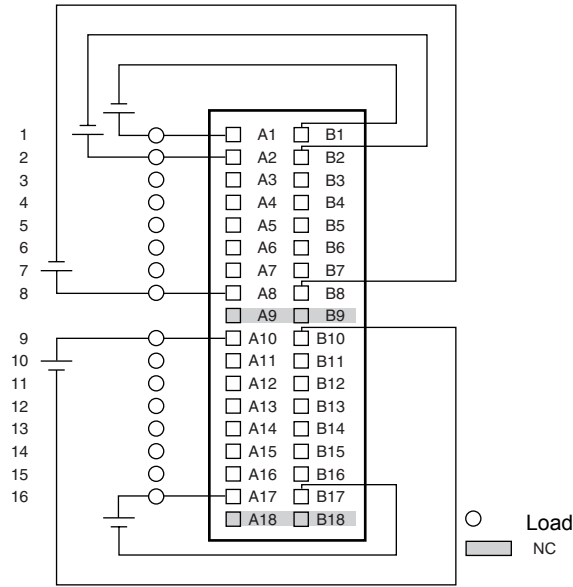 1 A1 B1
2 A2 B2
3 A3 B3
4 A4 B4
5 A5 B5
6 A6 B6
7 A7 B7
8 A8 B8
A9 B9
9 A10 B10
10 A11 B11
11 A12 B12
12 A13 B13
13 A14 B14
14 A15 B15
15 A16 B16
16 A17 B17
A18 B18
Load
NC